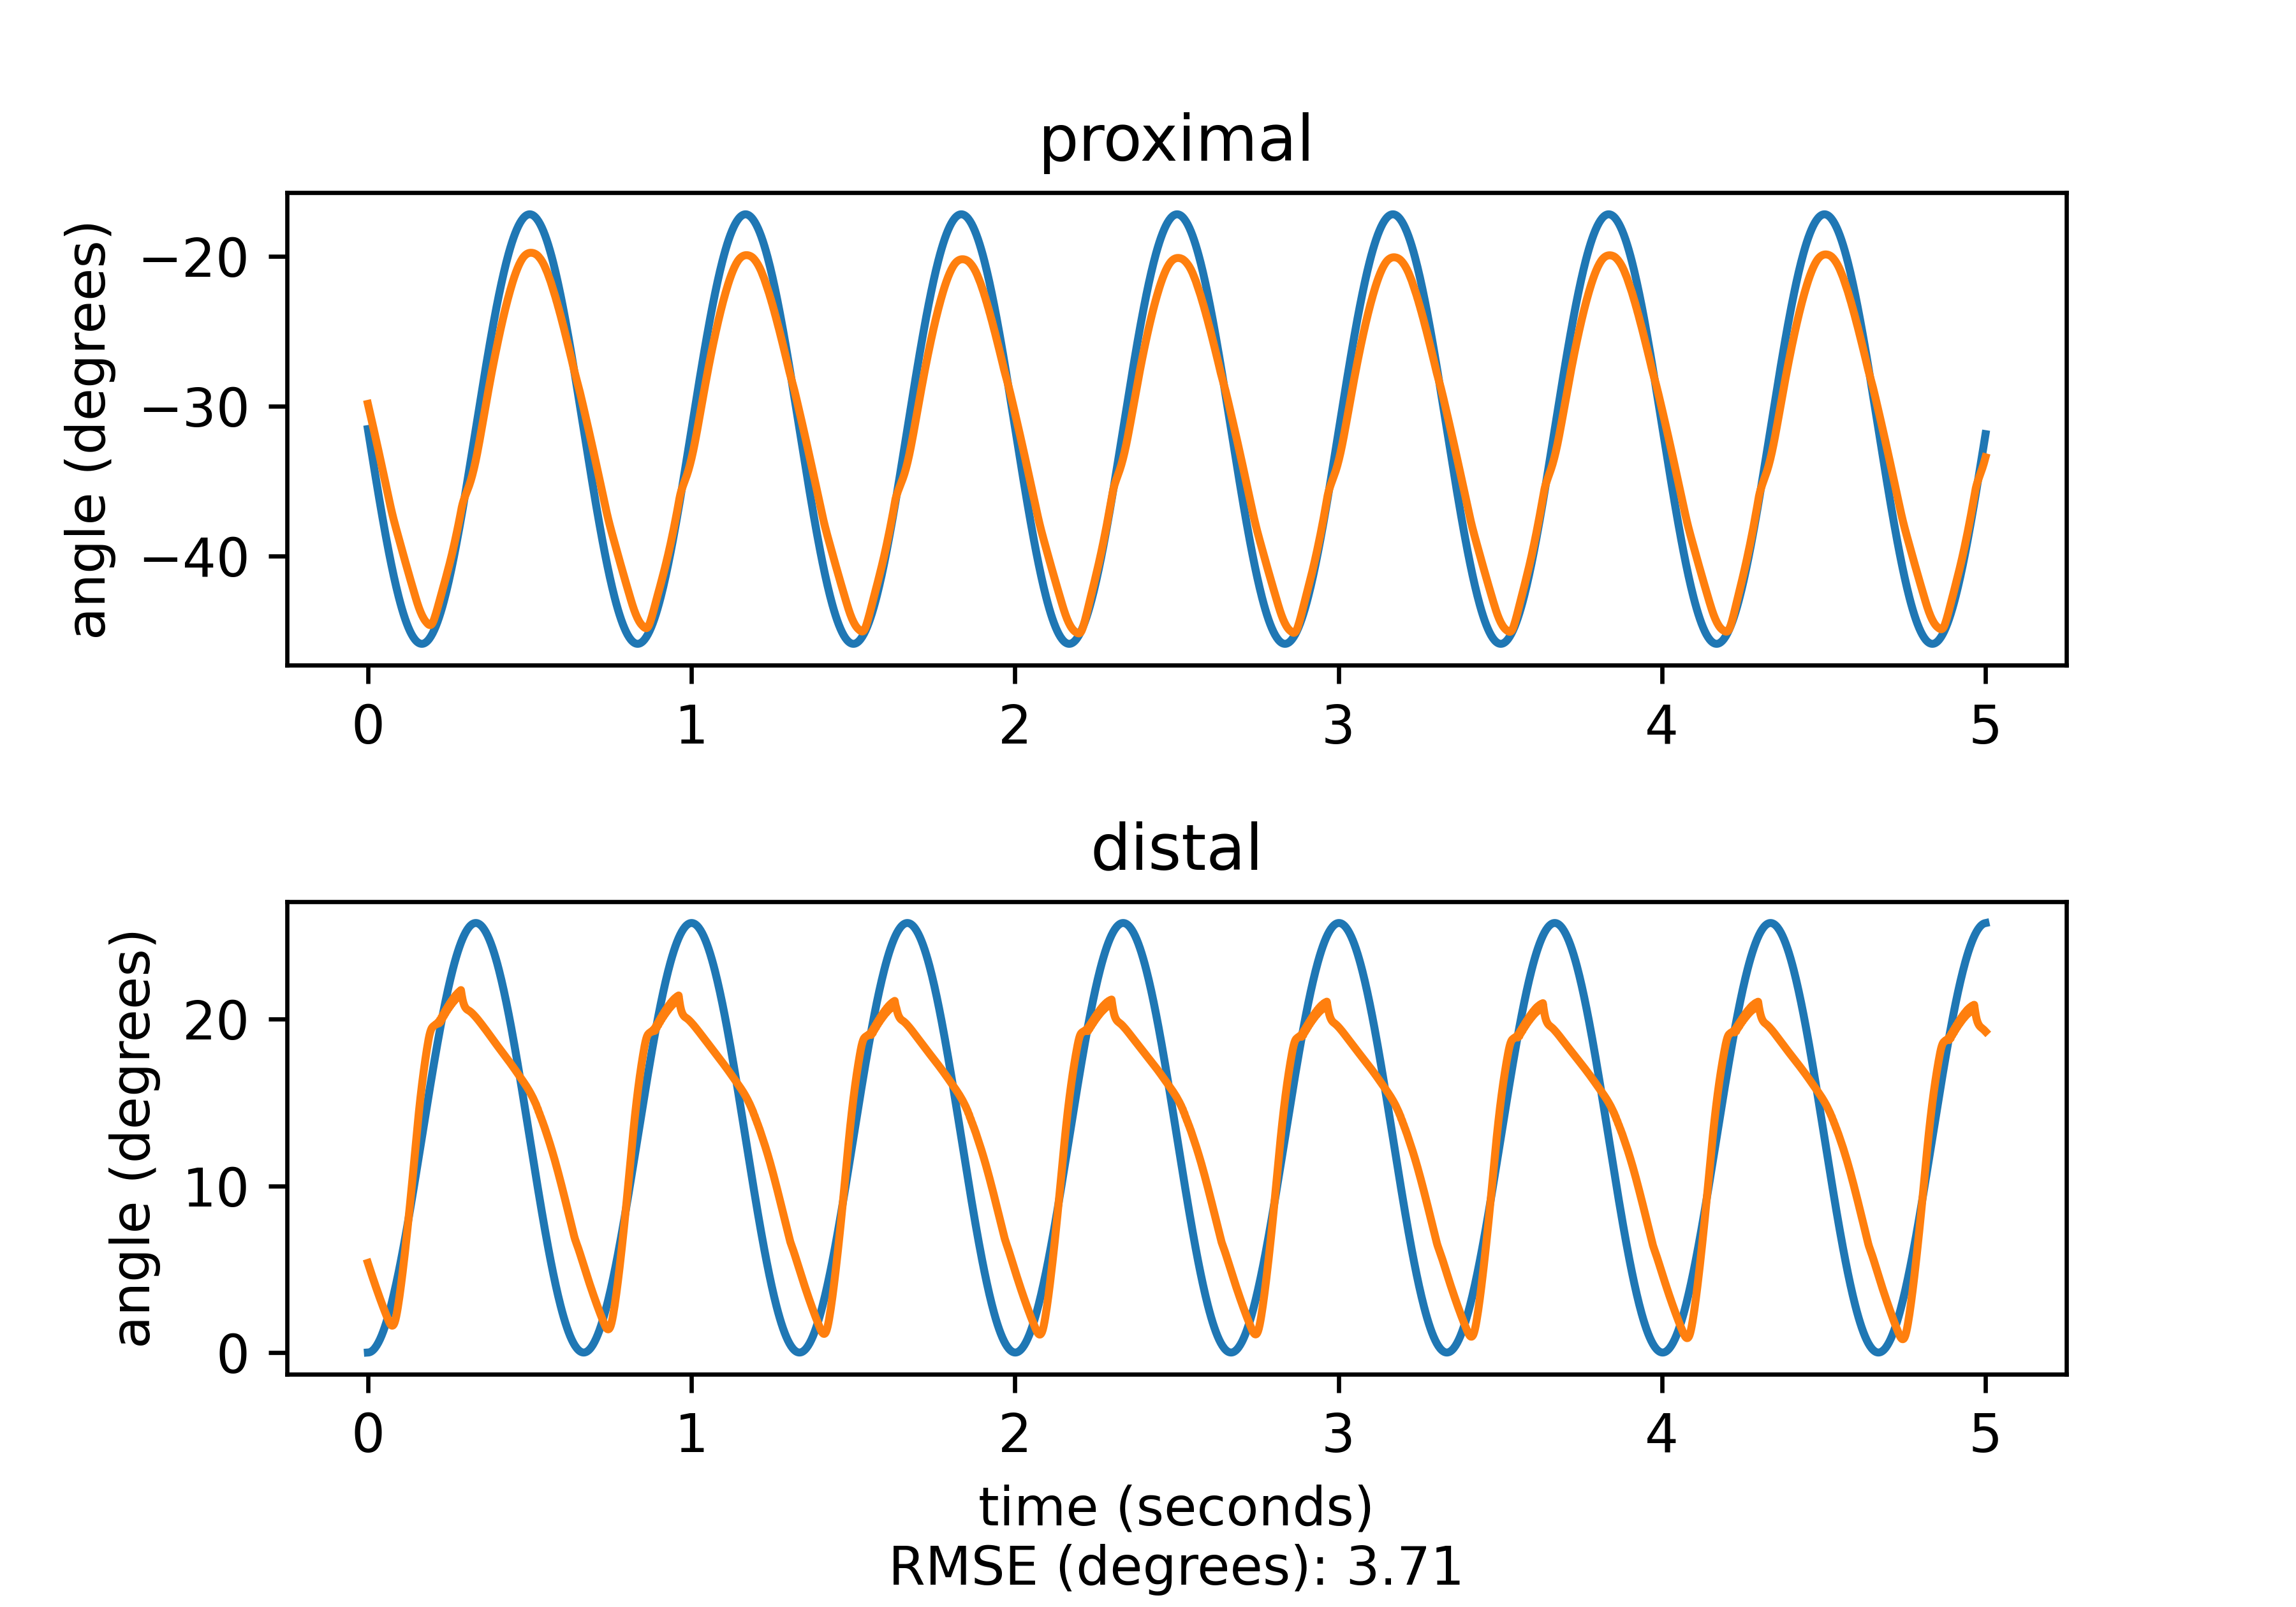 proximal
angle (degrees)
−20
−30
−40
0 1 2 3 4 5
distal
angle (degrees)
20
10
0
0 1 2 3 4 5
time (seconds)
RMSE (degrees): 3.71